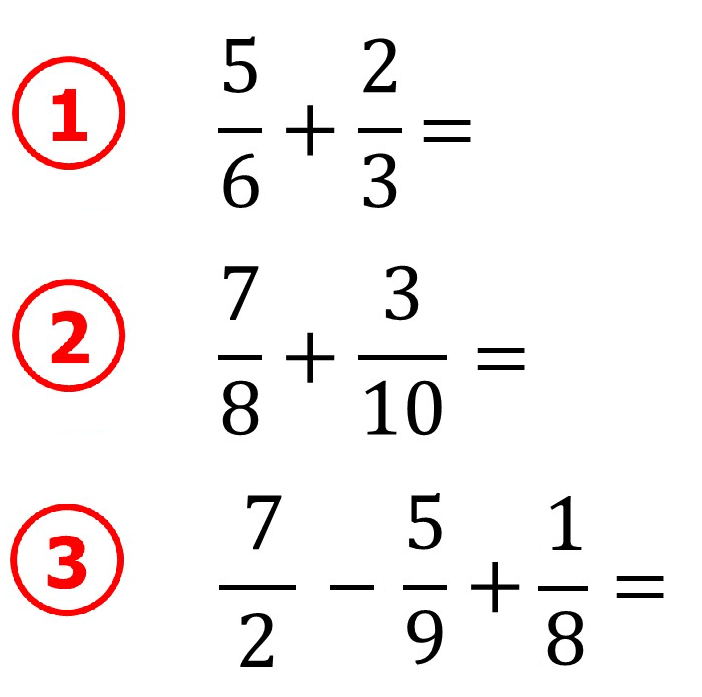 ① 5/6 + 2/3 =
② 7/8 + 3/10 =
③ 7/2 − 5/9 + 1/8 =